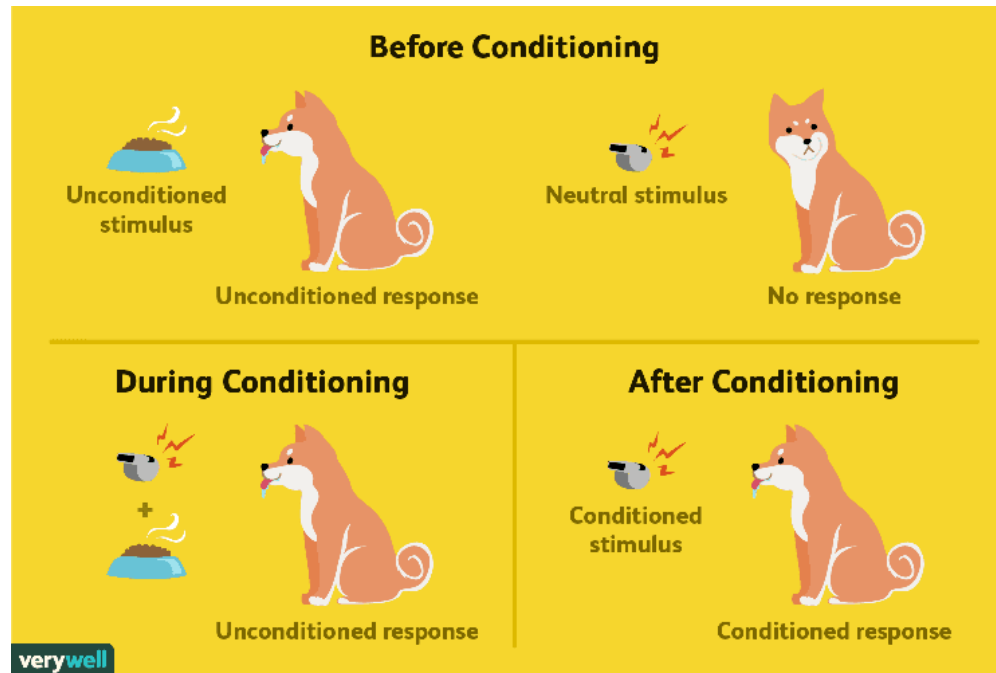 Before Conditioning
Unconditioned
stimulus
Unconditioned response
Neutral stimulus
No response
During Conditioning
+
Unconditioned response
After Conditioning
Conditioned
stimulus
Conditioned response
verywell